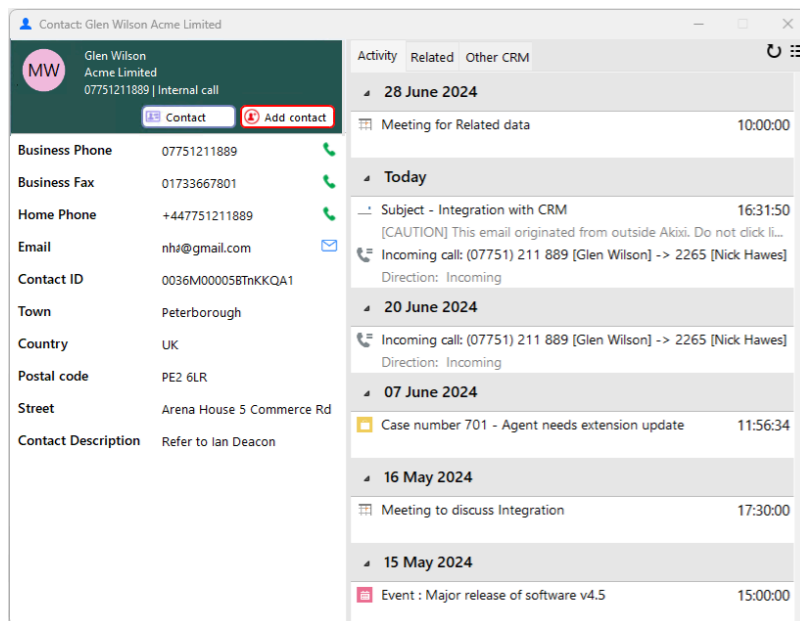 Contact: Glen Wilson Acme Limited
MW
Glen Wilson
Acme Limited
07751211889 | Internal call
Contact
Add contact
Business Phone 07751211889
Business Fax 01733667801
Home Phone +447751211889
Email nha@gmail.com
Contact ID 0036M00005BTnKKQA1
Town Peterborough
Country UK
Postal code PE2 6LR
Street Arena House 5 Commerce Rd
Contact Description Refer to Ian Deacon
Activity Related Other CRM
28 June 2024
Meeting for Related data 10:00:00
Today
Subject - Integration with CRM 16:31:50
[CAUTION] This email originated from outside Akixi. Do not click li...
Incoming call: (07751) 211 889 [Glen Wilson] -> 2265 [Nick Hawes]
Direction: Incoming
20 June 2024
Incoming call: (07751) 211 889 [Glen Wilson] -> 2265 [Nick Hawes]
Direction: Incoming
07 June 2024
Case number 701 - Agent needs extension update 11:56:34
16 May 2024
Meeting to discuss Integration 17:30:00
15 May 2024
Event : Major release of software v4.5 15:00:00